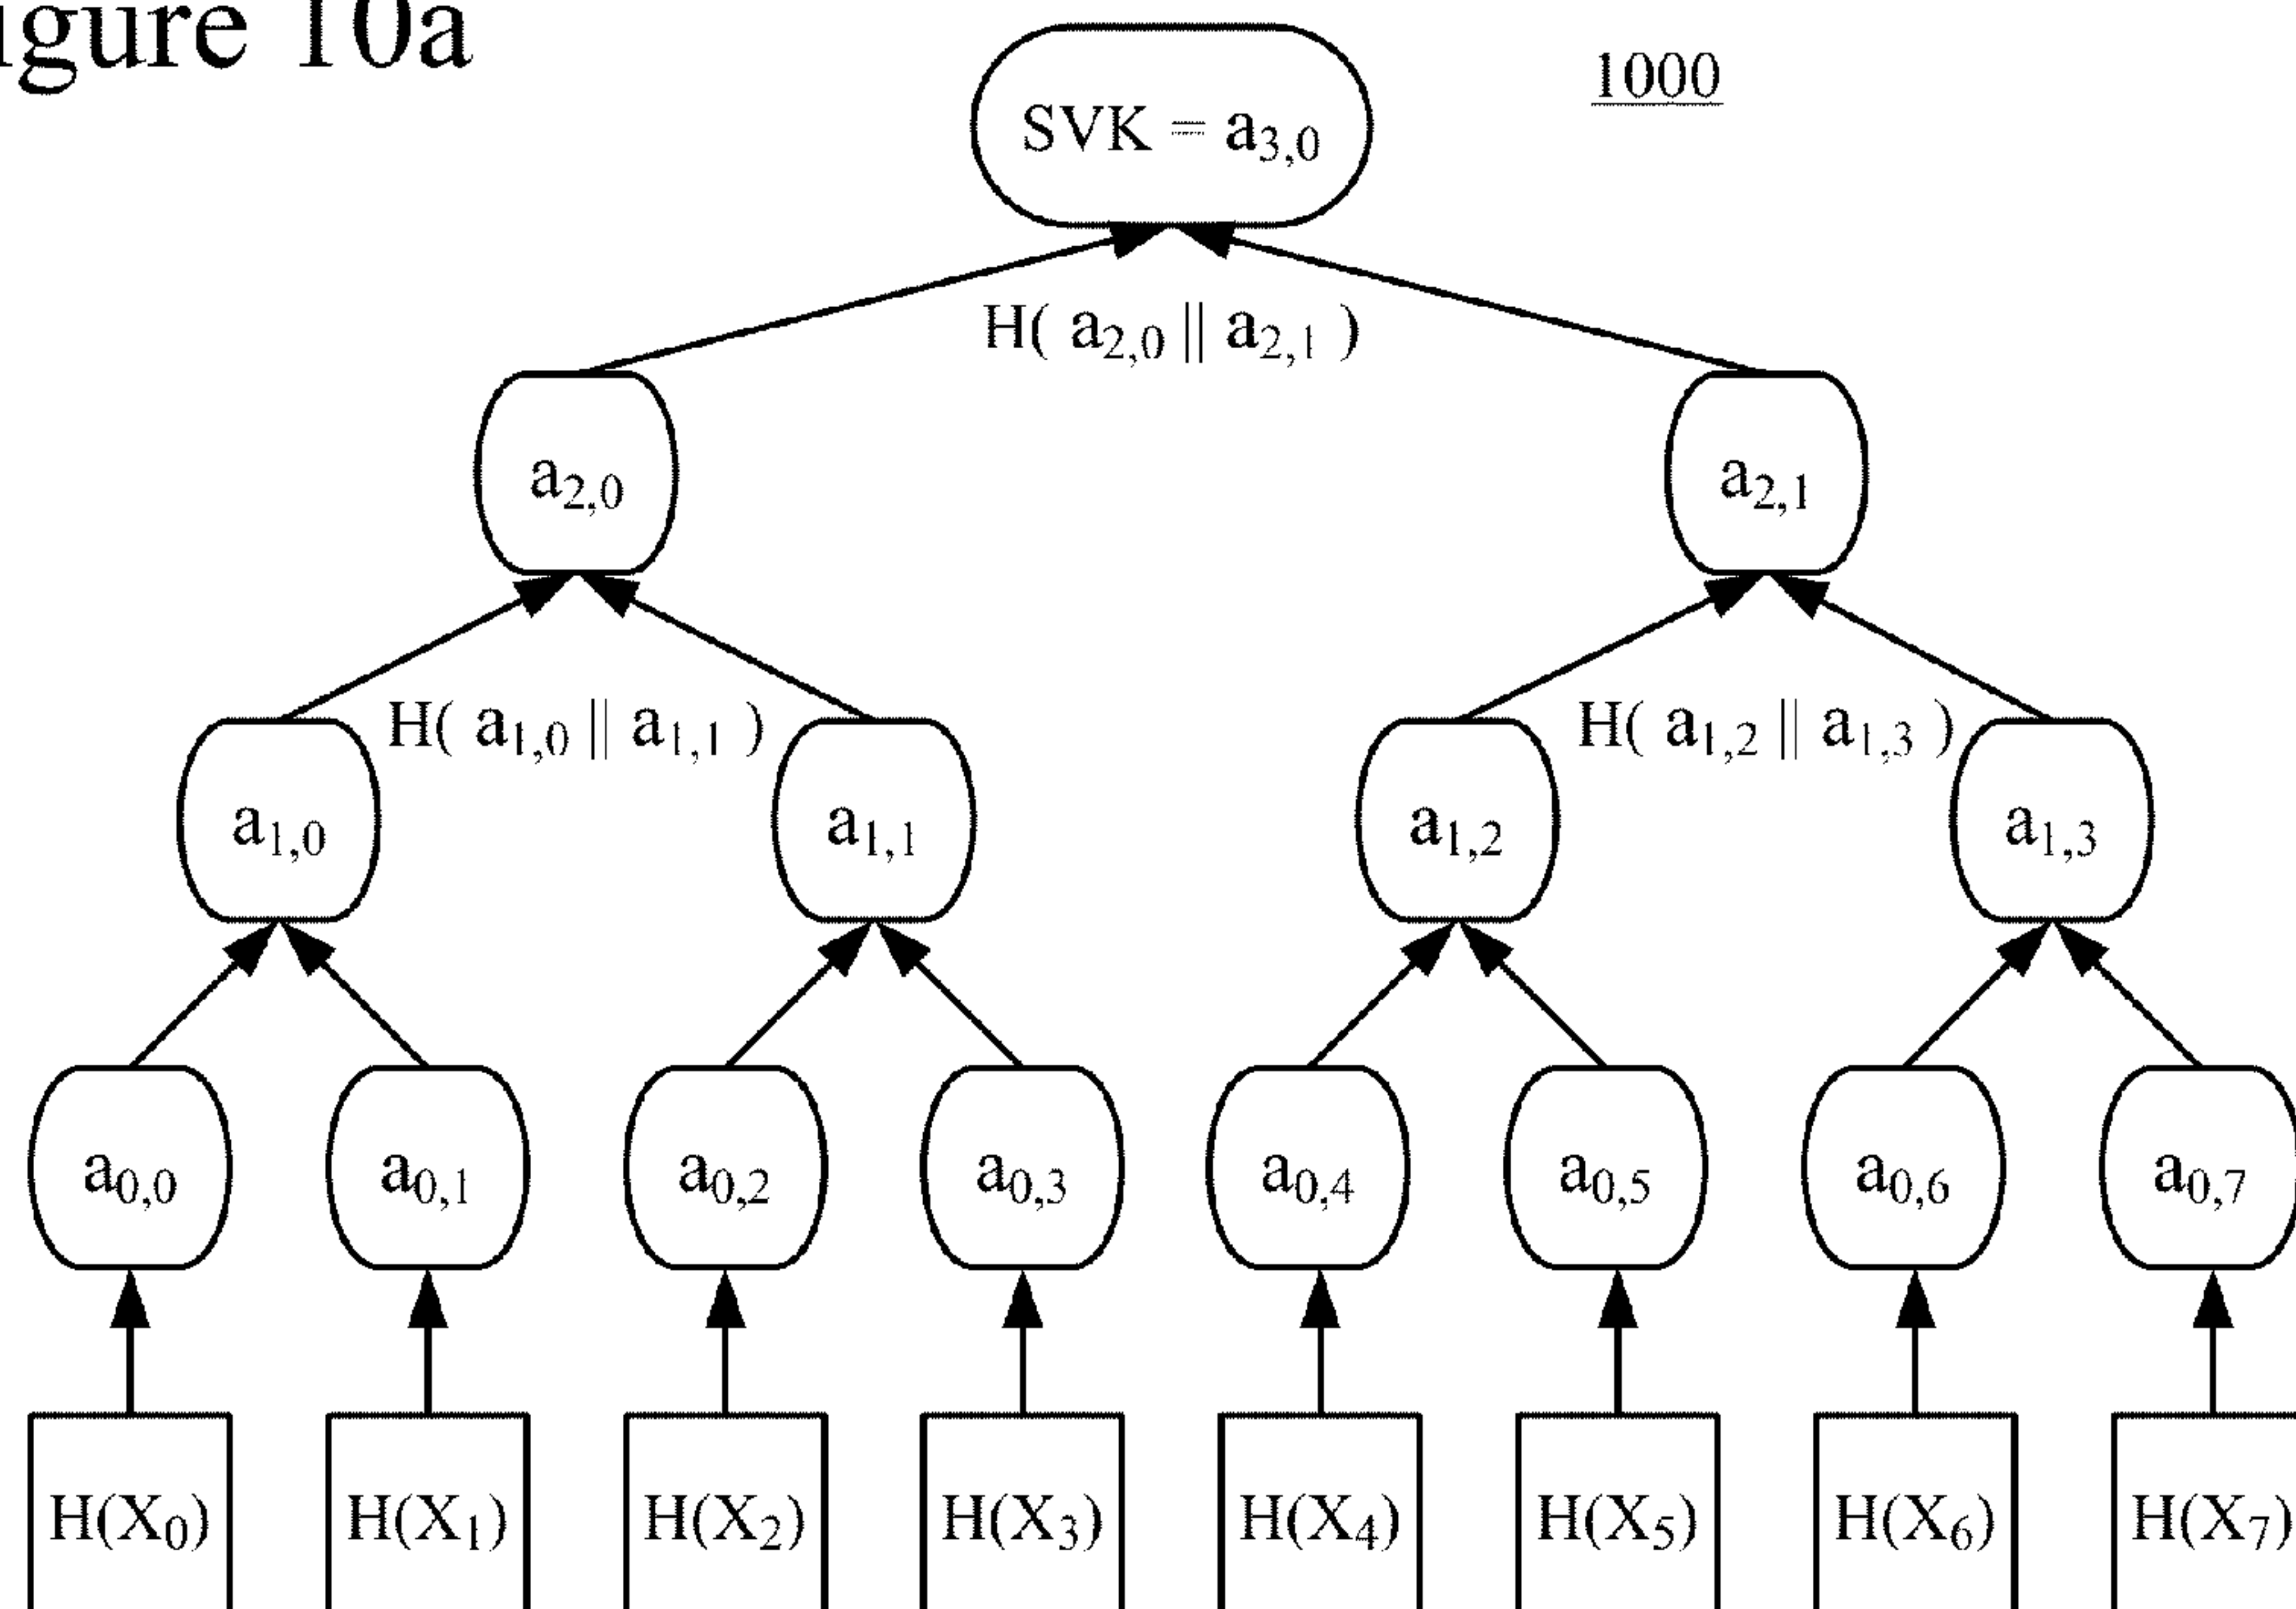 igure 10a
1000
SVK = a3,0
H( a2,0 || a2,1 )
a2,0 a2,1
H( a1,0 || a1,1 ) H( a1,2 || a1,3 )
a1,0 a1,1 a1,2 a1,3
a0,0 a0,1 a0,2 a0,3 a0,4 a0,5 a0,6 a0,7
H(X0) H(X1) H(X2) H(X3) H(X4) H(X5) H(X6) H(X7)